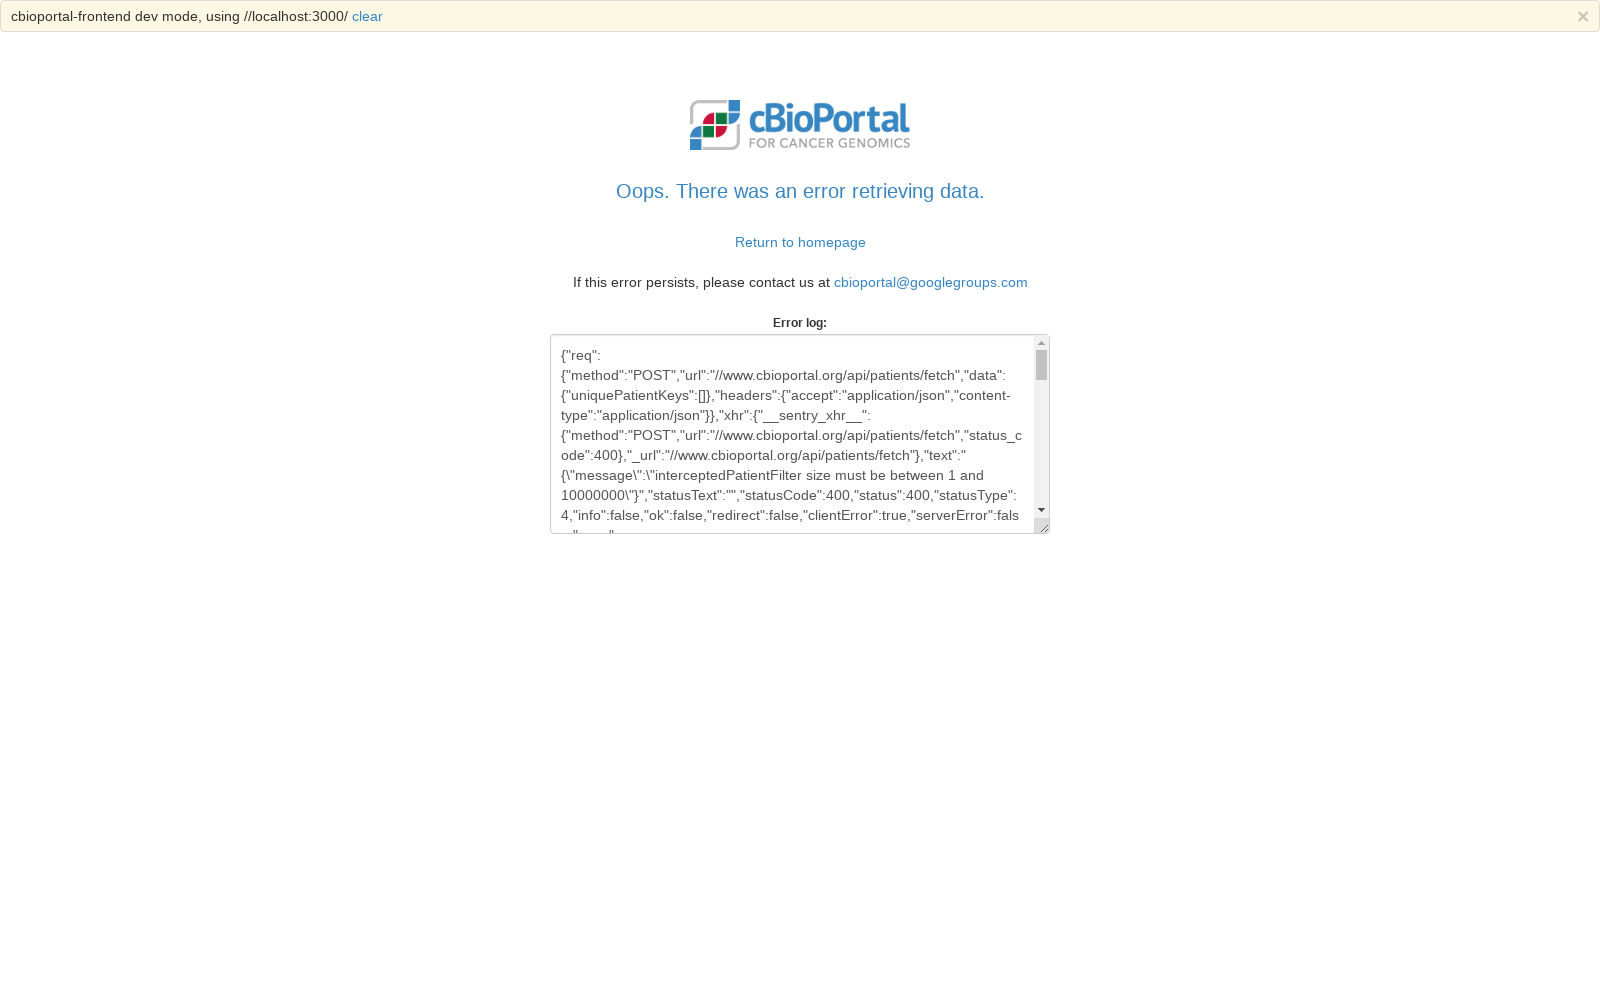 cbioportal-frontend dev mode, using //localhost:3000/ clear ×
cBioPortal
FOR CANCER GENOMICS
Oops. There was an error retrieving data.
Return to homepage
If this error persists, please contact us at cbioportal@googlegroups.com
Error log:
{"req":
{"method":"POST","url":"//www.cbioportal.org/api/patients/fetch","data":
{"uniquePatientKeys":[]},"headers":{"accept":"application/json","content-
type":"application/json"}},"xhr":{"__sentry_xhr__":
{"method":"POST","url":"//www.cbioportal.org/api/patients/fetch","status_c
ode":400},"_url":"//www.cbioportal.org/api/patients/fetch"},"text":"
{\"message\":\"interceptedPatientFilter size must be between 1 and
10000000\"}","statusText":"","statusCode":400,"status":400,"statusType":
4,"info":false,"ok":false,"redirect":false,"clientError":true,"serverError":fals